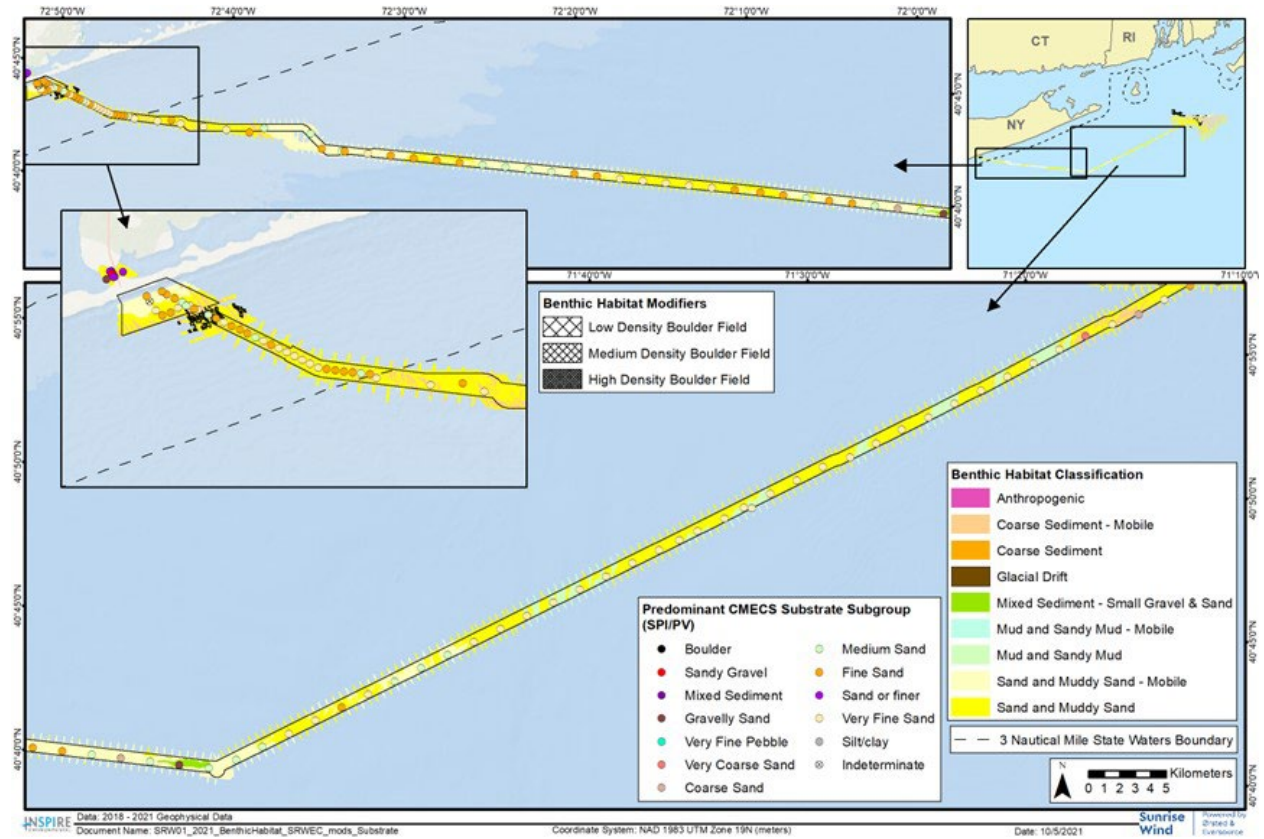 72°50'0"W 72°40'0"W 72°30'0"W 72°20'0"W 72°10'0"W 72°0'0"W
40°45'0"N
40°40'0"N
40°45'0"N
40°40'0"N
CT
RI
NY
71°40'0"W 71°30'0"W 71°20'0"W 71°10'0"W
40°55'0"N
40°50'0"N
40°45'0"N
40°40'0"N
40°55'0"N
40°50'0"N
40°45'0"N
40°40'0"N
Benthic Habitat Modifiers
Low Density Boulder Field
Medium Density Boulder Field
High Density Boulder Field
Benthic Habitat Classification
Anthropogenic
Coarse Sediment - Mobile
Coarse Sediment
Glacial Drift
Mixed Sediment - Small Gravel & Sand
Mud and Sandy Mud - Mobile
Mud and Sandy Mud
Sand and Muddy Sand - Mobile
Sand and Muddy Sand
3 Nautical Mile State Waters Boundary
Predominant CMECS Substrate Subgroup
(SPI/PV)
Boulder
Sandy Gravel
Mixed Sediment
Gravelly Sand
Very Fine Pebble
Very Coarse Sand
Coarse Sand
Medium Sand
Fine Sand
Sand or finer
Very Fine Sand
Silt/clay
Indeterminate
N
Kilometers
0 1 2 3 4 5
INSPIRE
Data: 2018 - 2021 Geophysical Data
Document Name: SRW01_2021_BenthicHabitat_SRWEC_mods_Substrate
Coordinate System: NAD 1983 UTM Zone 19N (meters)
Date: 10/5/2021
Sunrise
Wind
Powered by
Ørsted &
Eversource